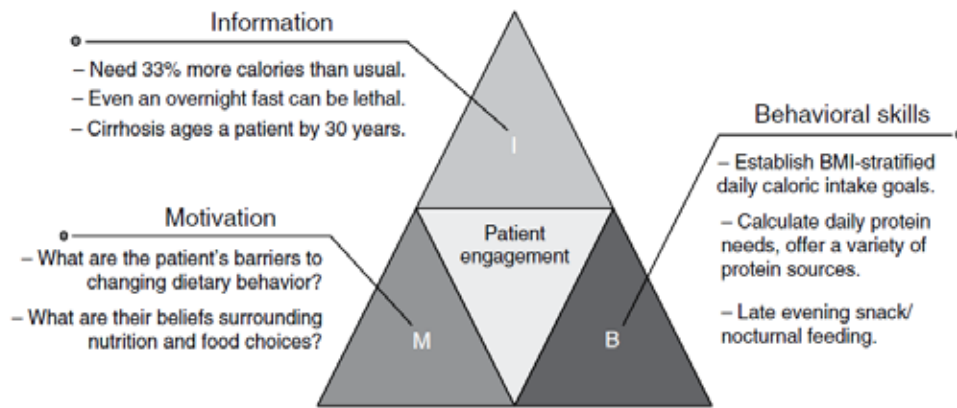 Information
– Need 33% more calories than usual.
– Even an overnight fast can be lethal.
– Cirrhosis ages a patient by 30 years.
I
Behavioral skills
– Establish BMI-stratified
daily caloric intake goals.
– Calculate daily protein
needs, offer a variety of
protein sources.
– Late evening snack/
nocturnal feeding.
Motivation
– What are the patient's barriers to
changing dietary behavior?
– What are their beliefs surrounding
nutrition and food choices?
Patient
engagement
M
B